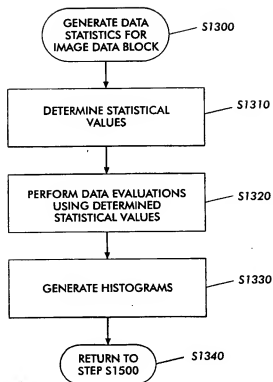 GENERATE DATA
STATISTICS FOR
IMAGE DATA BLOCK
S1300
DETERMINE STATISTICAL
VALUES
S1310
PERFORM DATA EVALUATIONS
USING DETERMINED
STATISTICAL VALUES
S1320
GENERATE HISTOGRAMS
S1330
RETURN TO
STEP S1500
S1340